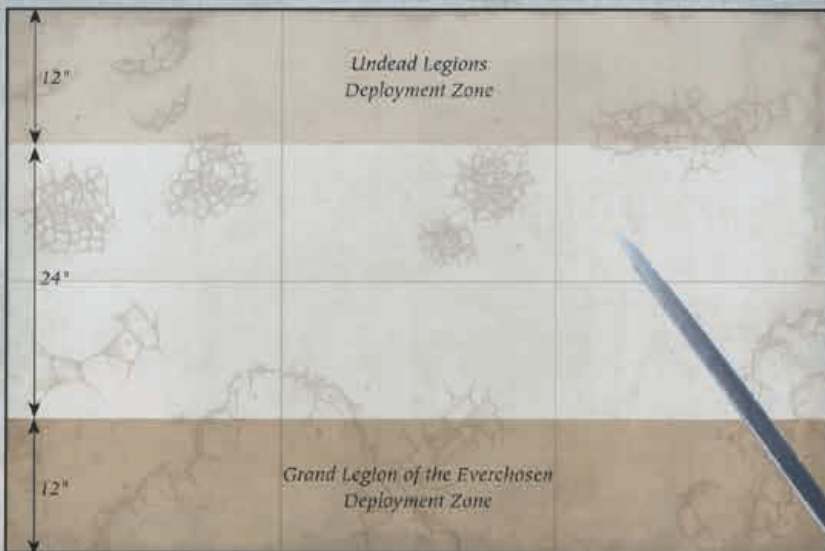 12"
Undead Legions
Deployment Zone
24"
12"
Grand Legion of the Everchosen
Deployment Zone